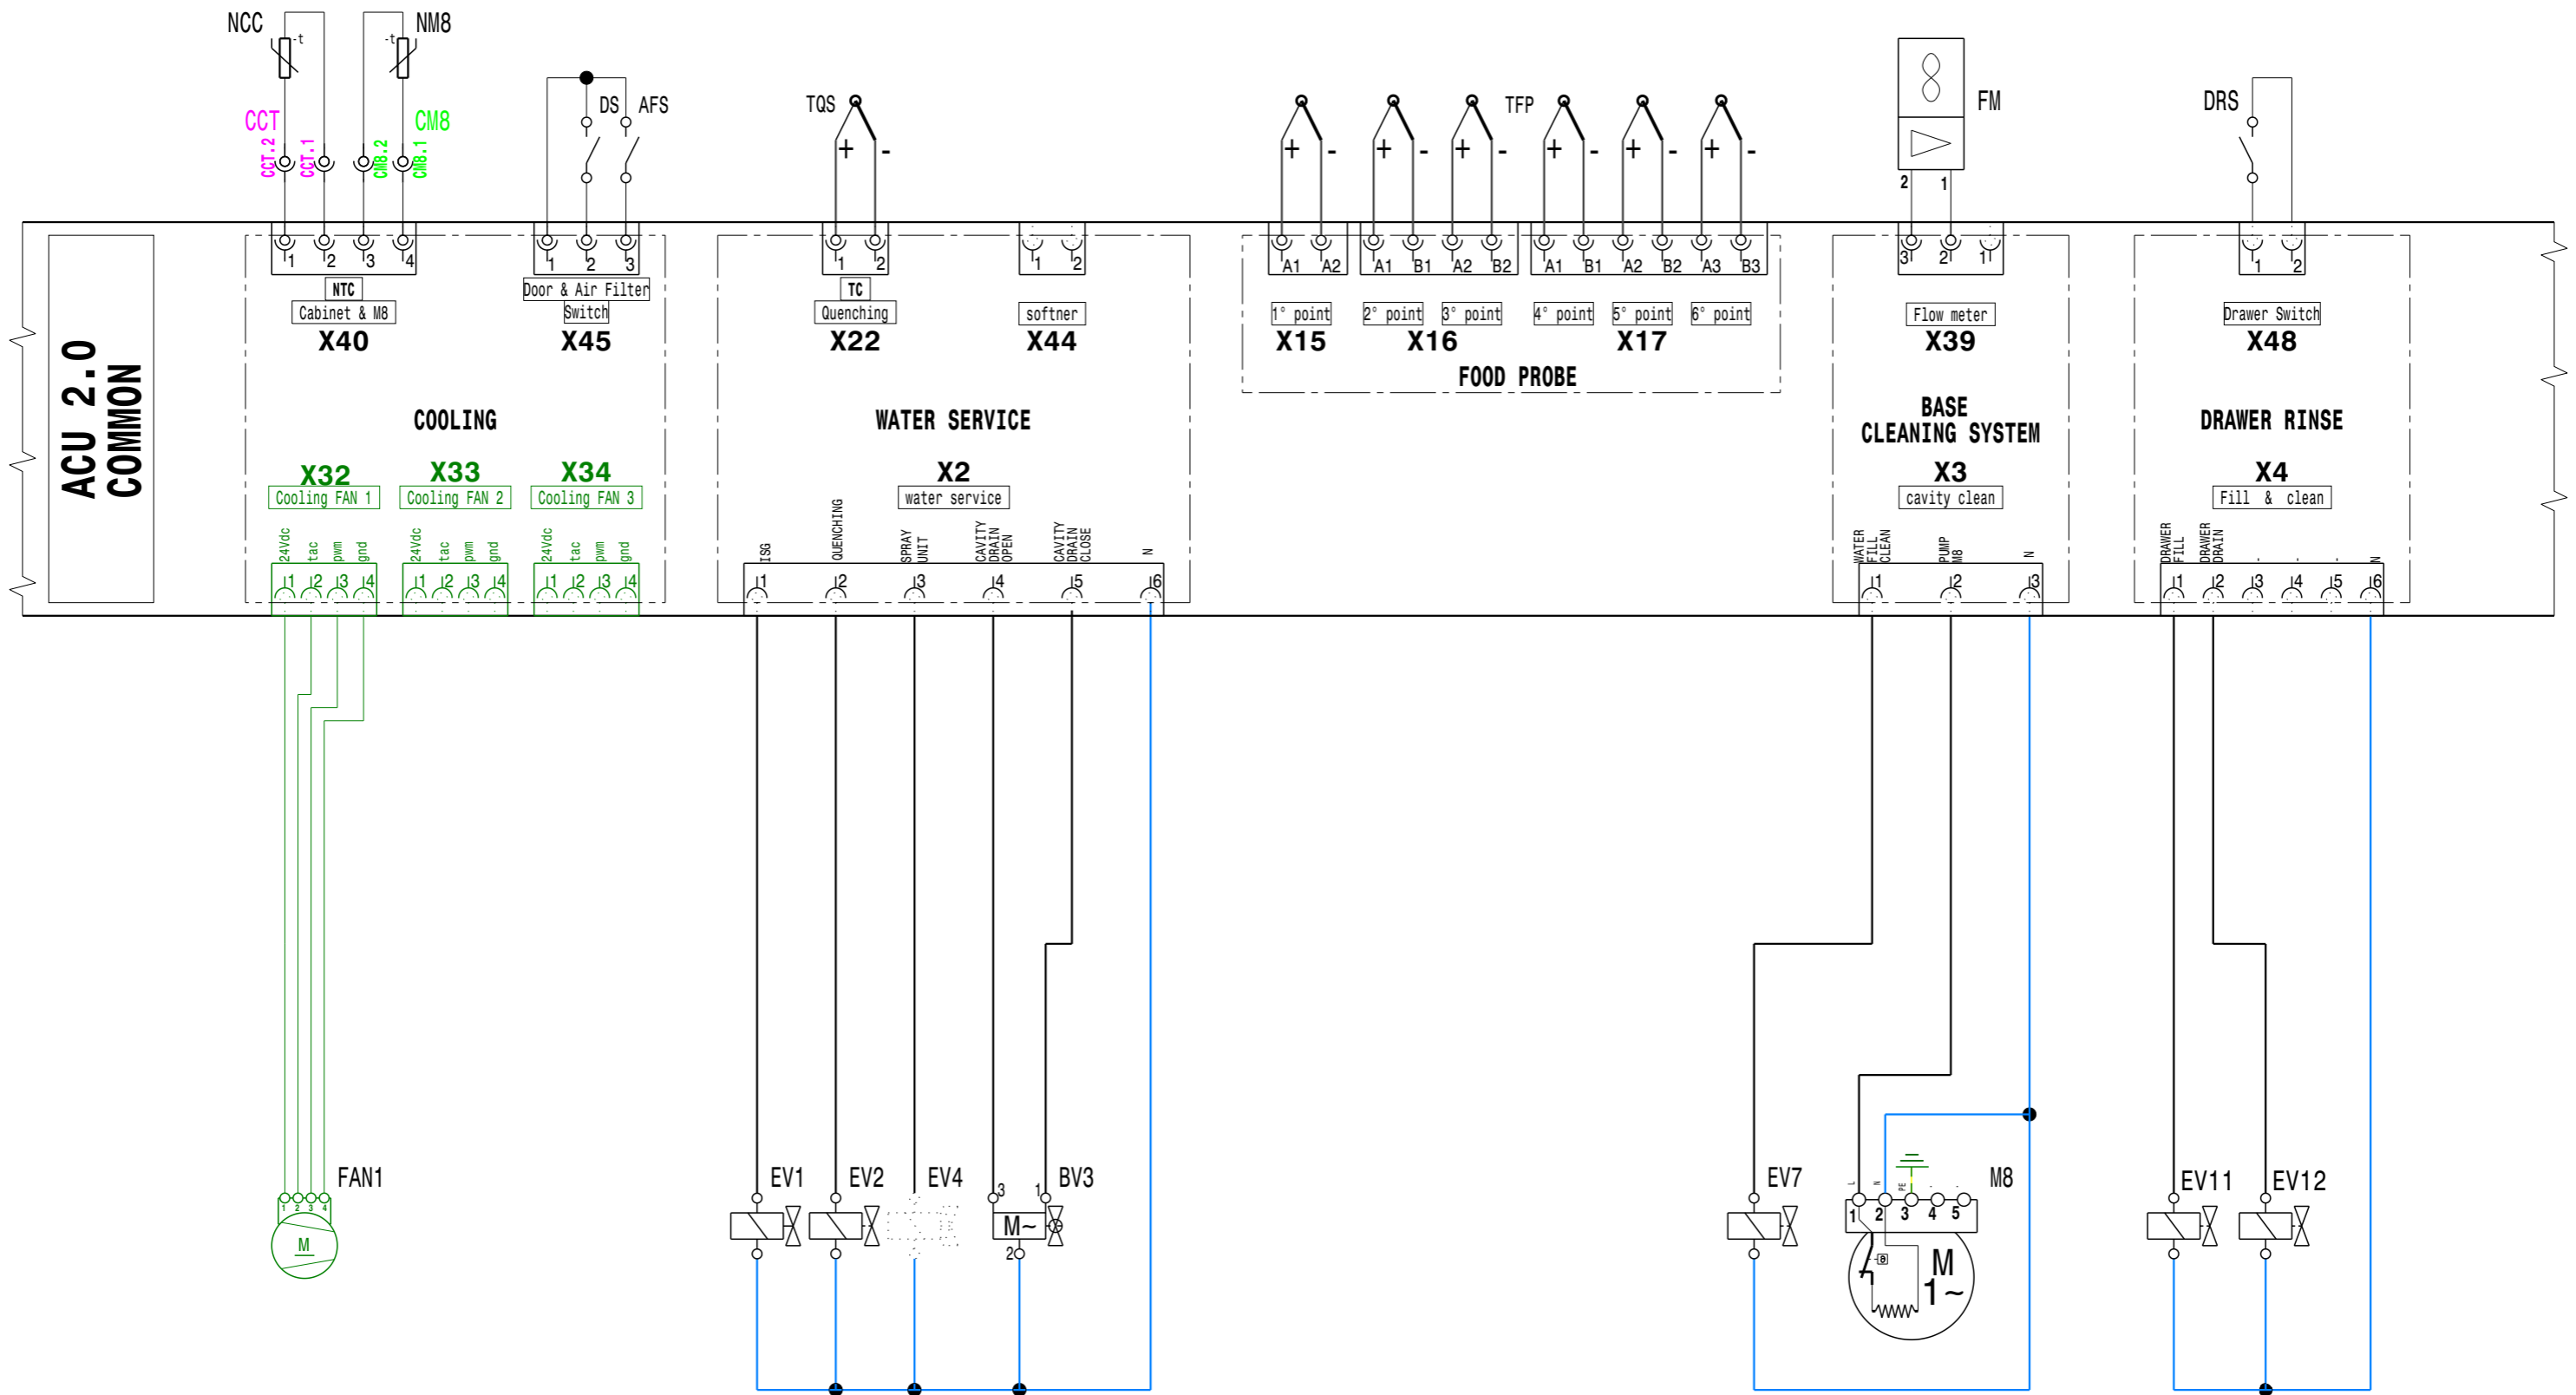 NCC -t -t NM8
CCT CM8
CCT.2 CCT.1 CM8.2 CM8.1
DS AFS
TQS
+ -
TFP
+ - + - + - + - + - + -
FM
2 1
DRS
ACU 2.0
COMMON
1 2 3 4
NTC
Cabinet & M8
X40
1 2 3
Door & Air Filter
Switch
X45
COOLING
X32 X33 X34
Cooling FAN 1 Cooling FAN 2 Cooling FAN 3
24Vdc tac pwm gnd 24Vdc tac pwm gnd 24Vdc tac pwm gnd
1 2 3 4 1 2 3 4 1 2 3 4
1 2
TC
Quenching
X22
1 2
softner
X44
WATER SERVICE
X2
water service
ISG
QUENCHING
SPRAY
UNIT
CAVITY
DRAIN
OPEN
CAVITY
DRAIN
CLOSE
N
1 2 3 4 5 6
A1 A2 A1 B1 A2 B2 A1 B1 A2 B2 A3 B3
1° point 2° point 3° point 4° point 5° point 6° point
X15 X16 X17
FOOD PROBE
3 2 1
Flow meter
X39
BASE
CLEANING SYSTEM
X3
cavity clean
WATER
FILL
CLEAN
PUMP
M8
N
1 2 3
1 2
Drawer Switch
X48
DRAWER RINSE
X4
Fill & clean
DRAWER
FILL
DRAWER
DRAIN
N
1 2 3 4 5 6
FAN1
1 2 3 4
M
EV1 EV2 EV4 BV3
3 1
M~
2
EV7
L N PE
M8
1 2 3 4 5
M
1~
EV11 EV12